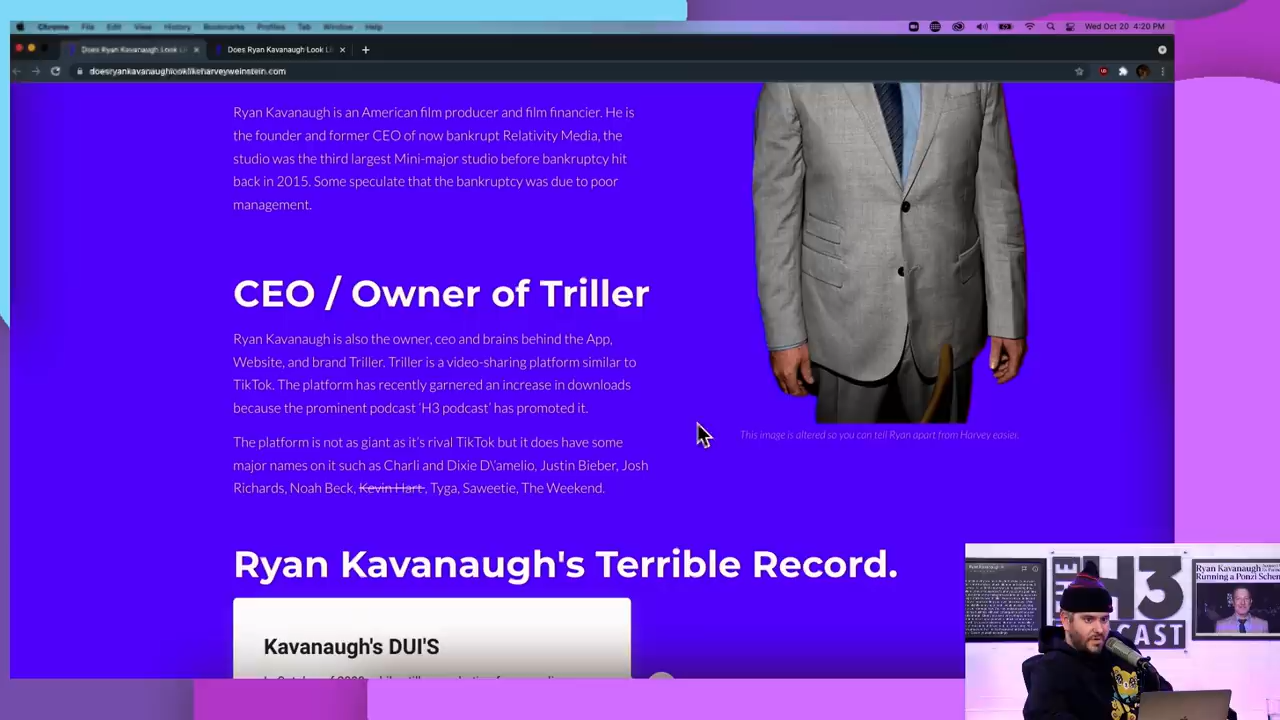 Chrome File Edit View History Bookmarks Profiles Tab Window Help
Wed Oct 20 4:20 PM
Does Ryan Kavanaugh Look Li
Does Ryan Kavanaugh Look Li
doesryankavanaughlooklikeharveyweinstein.com
Ryan Kavanaugh is an American film producer and film financier. He is
the founder and former CEO of now bankrupt Relativity Media, the
studio was the third largest Mini-major studio before bankruptcy hit
back in 2015. Some speculate that the bankruptcy was due to poor
management.
CEO / Owner of Triller
Ryan Kavanaugh is also the owner, ceo and brains behind the App,
Website, and brand Triller. Triller is a video-sharing platform similar to
TikTok. The platform has recently garnered an increase in downloads
because the prominent podcast 'H3 podcast' has promoted it.
The platform is not as giant as it's rival TikTok but it does have some
major names on it such as Charli and Dixie D\'amelio, Justin Bieber, Josh
Richards, Noah Beck, Kevin Hart , Tyga, Saweetie, The Weekend.
This image is altered so you can tell Ryan apart from Harvey easier.
Ryan Kavanaugh's Terrible Record.
Kavanaugh's DUI'S
THE H3
CAST
Ryan Kavanaugh
Running a Ponzi Schem